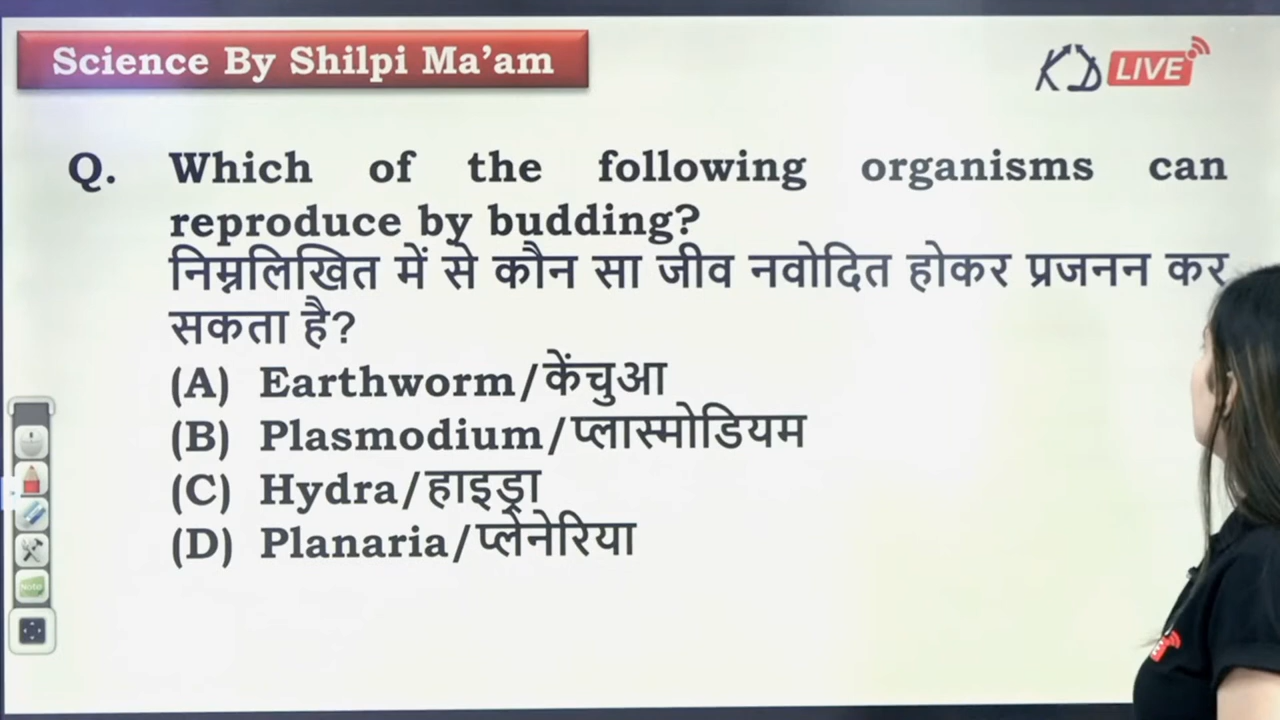 Science By Shilpi Ma’am
KD LIVE
Q. Which of the following organisms can
reproduce by budding?
निम्नलिखित में से कौन सा जीव नवोदित होकर प्रजनन कर
सकता है?
(A) Earthworm/केंचुआ
(B) Plasmodium/प्लास्मोडियम
(C) Hydra/हाइड्रा
(D) Planaria/प्लेनेरिया
Note